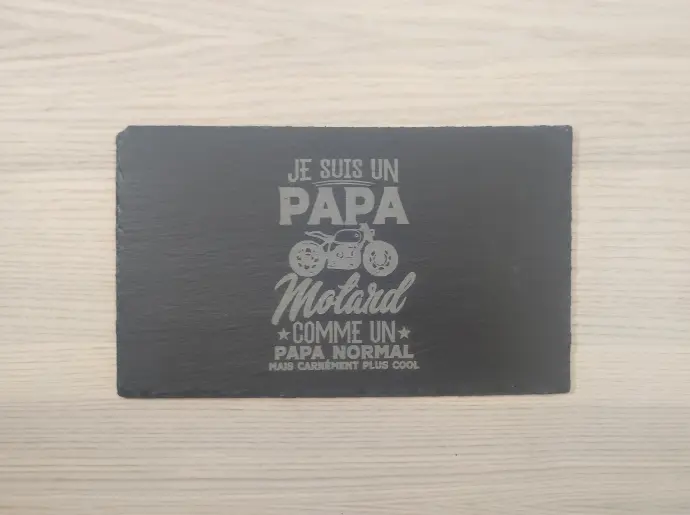 JE SUIS UN
PAPA
Motard
COMME UN
PAPA NORMAL
MAIS CARRÉMENT PLUS COOL